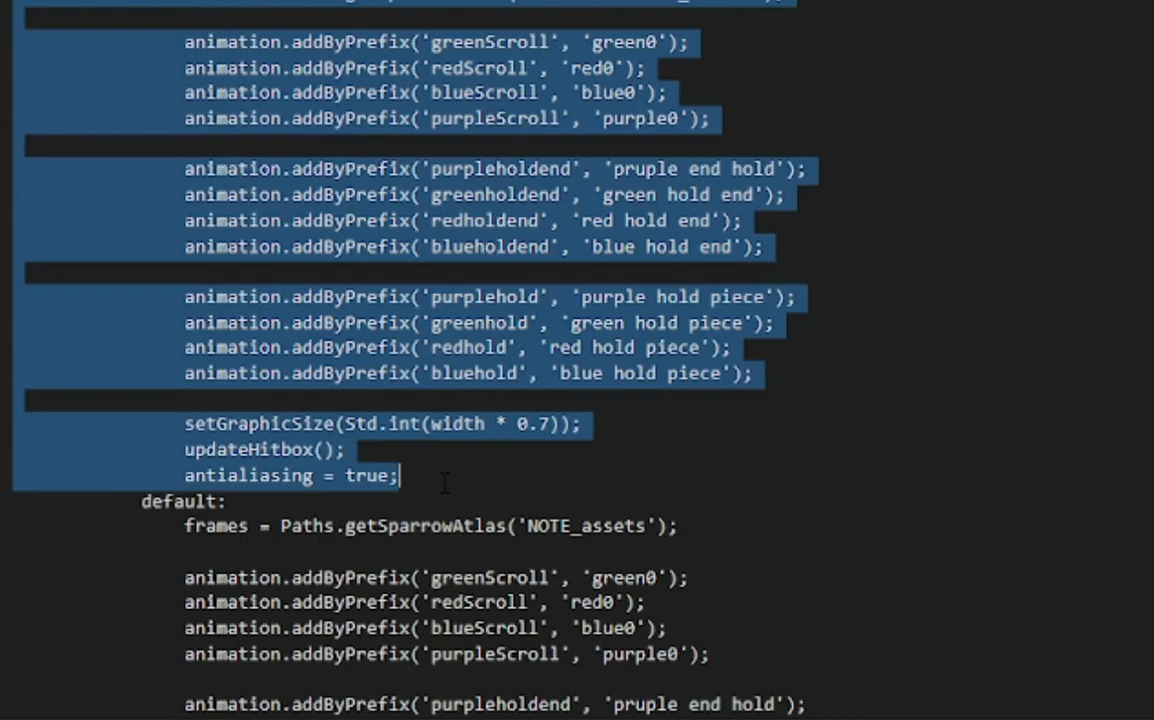 animation.addByPrefix('greenScroll', 'green0');
animation.addByPrefix('redScroll', 'red0');
animation.addByPrefix('blueScroll', 'blue0');
animation.addByPrefix('purpleScroll', 'purple0');
animation.addByPrefix('purpleholdend', 'pruple end hold');
animation.addByPrefix('greenholdend', 'green hold end');
animation.addByPrefix('redholdend', 'red hold end');
animation.addByPrefix('blueholdend', 'blue hold end');
animation.addByPrefix('purplehold', 'purple hold piece');
animation.addByPrefix('greenhold', 'green hold piece');
animation.addByPrefix('redhold', 'red hold piece');
animation.addByPrefix('bluehold', 'blue hold piece');
setGraphicSize(Std.int(width * 0.7));
updateHitbox();
antialiasing = true;
default:
frames = Paths.getSparrowAtlas('NOTE_assets');
animation.addByPrefix('greenScroll', 'green0');
animation.addByPrefix('redScroll', 'red0');
animation.addByPrefix('blueScroll', 'blue0');
animation.addByPrefix('purpleScroll', 'purple0');
animation.addByPrefix('purpleholdend', 'pruple end hold');